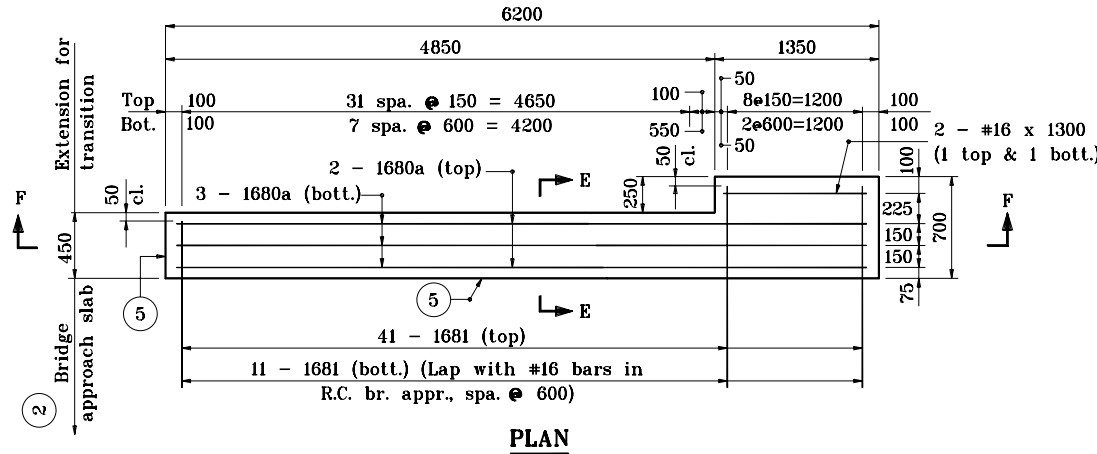 6200
4850
1350
Extension for
transition
Top
100
31 spa. @ 150 = 4650
100
50
8@150=1200
100
Bot.
100
7 spa. @ 600 = 4200
550
50
2@600=1200
100
2 - #16 x 1300
(1 top & 1 bott.)
50
cl.
100
2 - 1680a (top)
3 - 1680a (bott.)
50
cl.
E
250
F
F
225
150
150
75
700
450
5
5
E
Bridge
approach slab
2
41 - 1681 (top)
11 - 1681 (bott.) (Lap with #16 bars in
R.C. br. appr., spa. @ 600)
PLAN